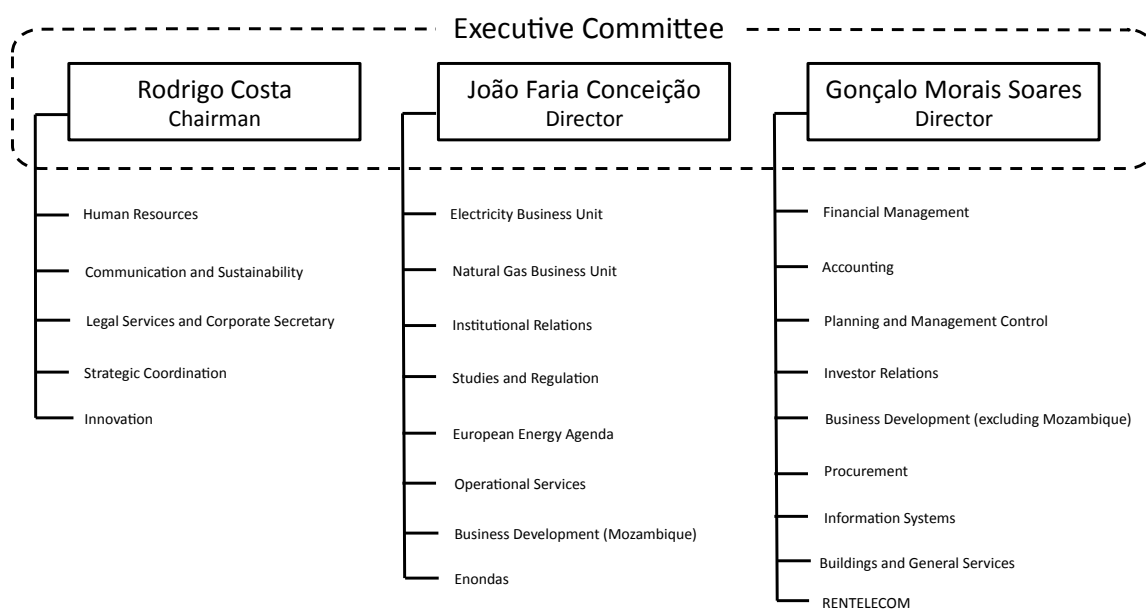 Executive Committee
Rodrigo Costa
Chairman
Human Resources
Communication and Sustainability
Legal Services and Corporate Secretary
Strategic Coordination
Innovation
João Faria Conceição
Director
Electricity Business Unit
Natural Gas Business Unit
Institutional Relations
Studies and Regulation
European Energy Agenda
Operational Services
Business Development (Mozambique)
Enondas
Gonçalo Morais Soares
Director
Financial Management
Accounting
Planning and Management Control
Investor Relations
Business Development (excluding Mozambique)
Procurement
Information Systems
Buildings and General Services
RENTELECOM